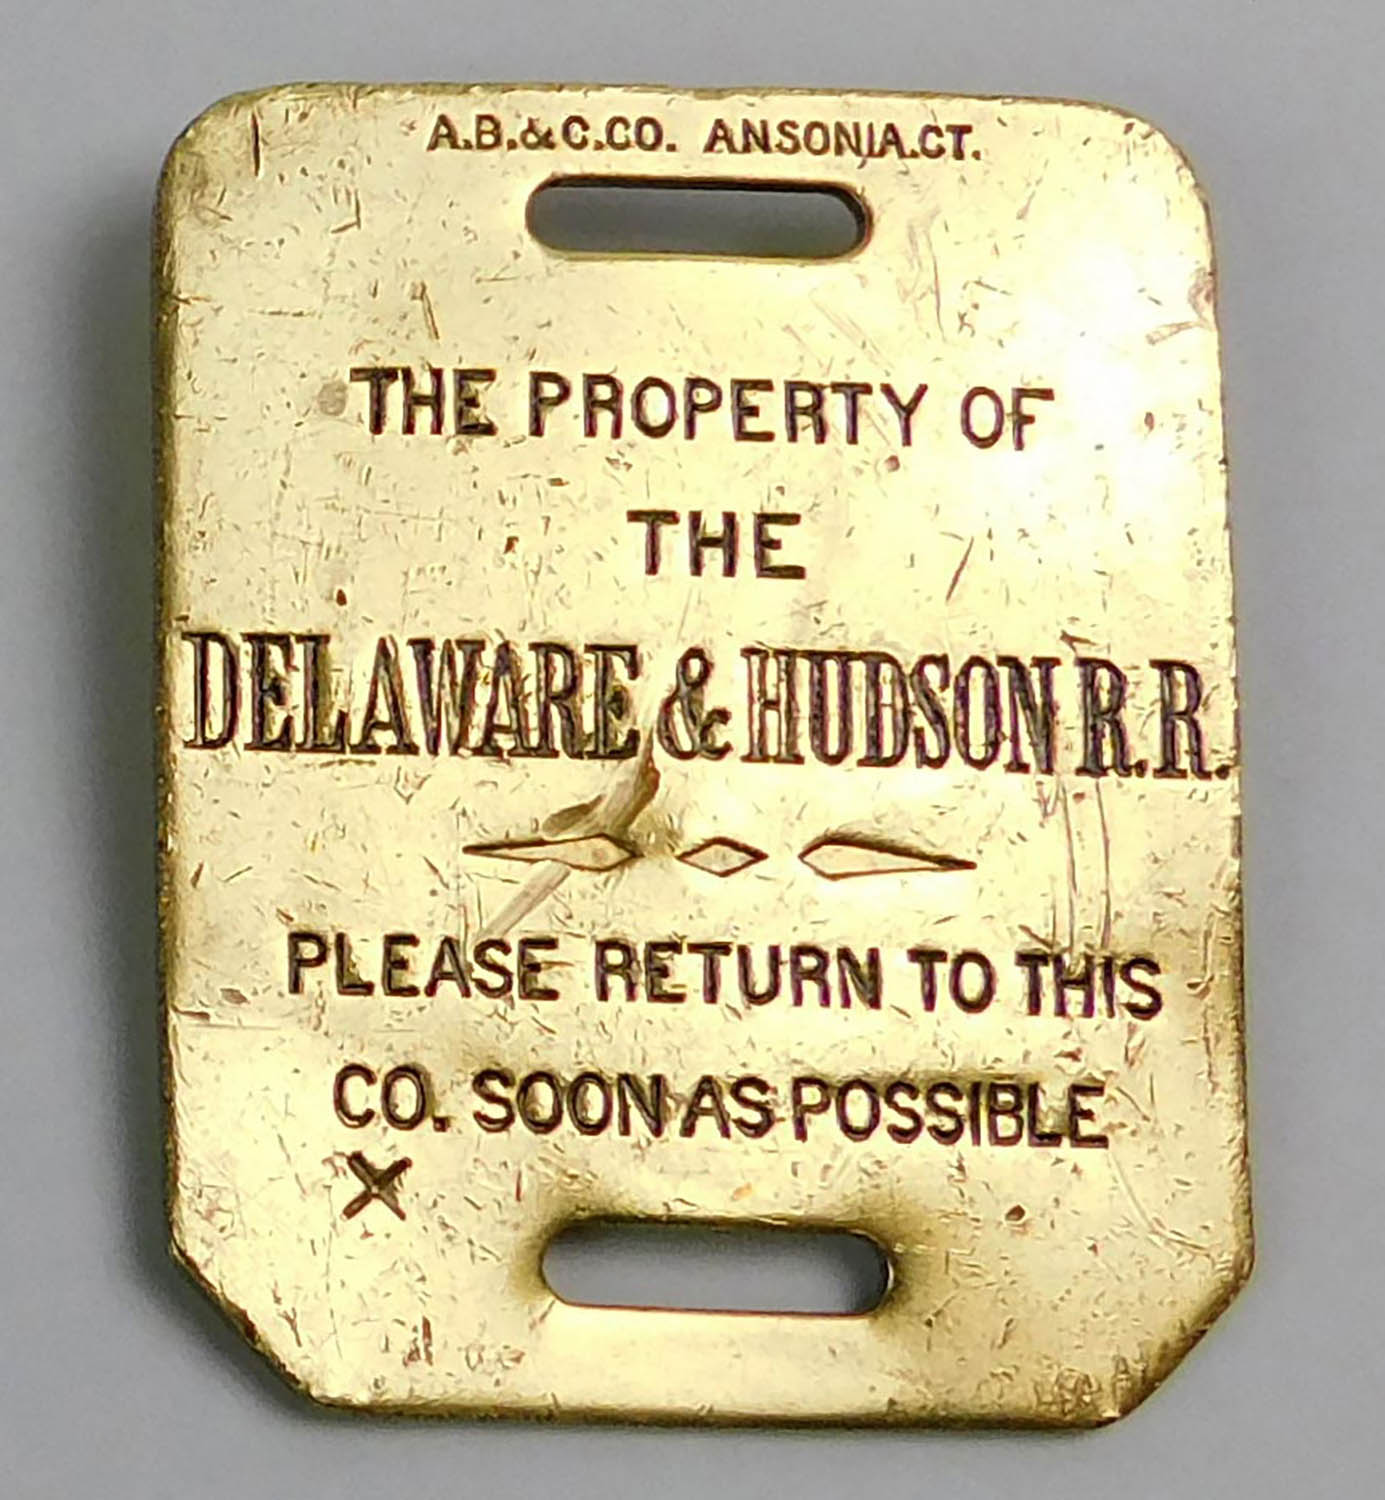 A.B.&C.CO. ANSONIA.CT.
THE PROPERTY OF
THE
DELAWARE & HUDSON R.R.
PLEASE RETURN TO THIS
CO. SOON AS POSSIBLE
X